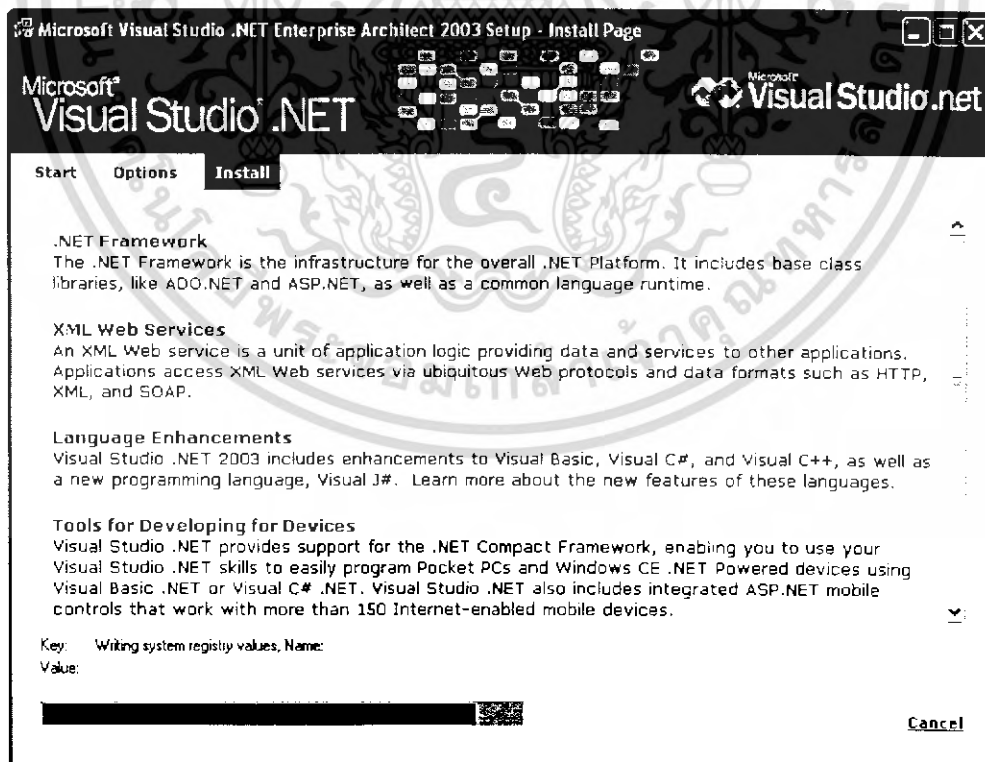 Microsoft Visual Studio .NET Enterprise Architect 2003 Setup - Install Page
Microsoft
Visual Studio .NET
Microsoft
Visual Studio.net
Start Options Install
.NET Framework
The .NET Framework is the infrastructure for the overall .NET Platform. It includes base class
libraries, like ADO.NET and ASP.NET, as well as a common language runtime.
XML Web Services
An XML Web service is a unit of application logic providing data and services to other applications.
Applications access XML Web services via ubiquitous Web protocols and data formats such as HTTP,
XML, and SOAP.
Language Enhancements
Visual Studio .NET 2003 includes enhancements to Visual Basic, Visual C#, and Visual C++, as well as
a new programming language, Visual J#. Learn more about the new features of these languages.
Tools for Developing for Devices
Visual Studio .NET provides support for the .NET Compact Framework, enabling you to use your
Visual Studio .NET skills to easily program Pocket PCs and Windows CE .NET Powered devices using
Visual Basic .NET or Visual C# .NET. Visual Studio .NET also includes integrated ASP.NET mobile
controls that work with more than 150 Internet-enabled mobile devices.
Key: Writing system registry values, Name:
Value:
Cancel